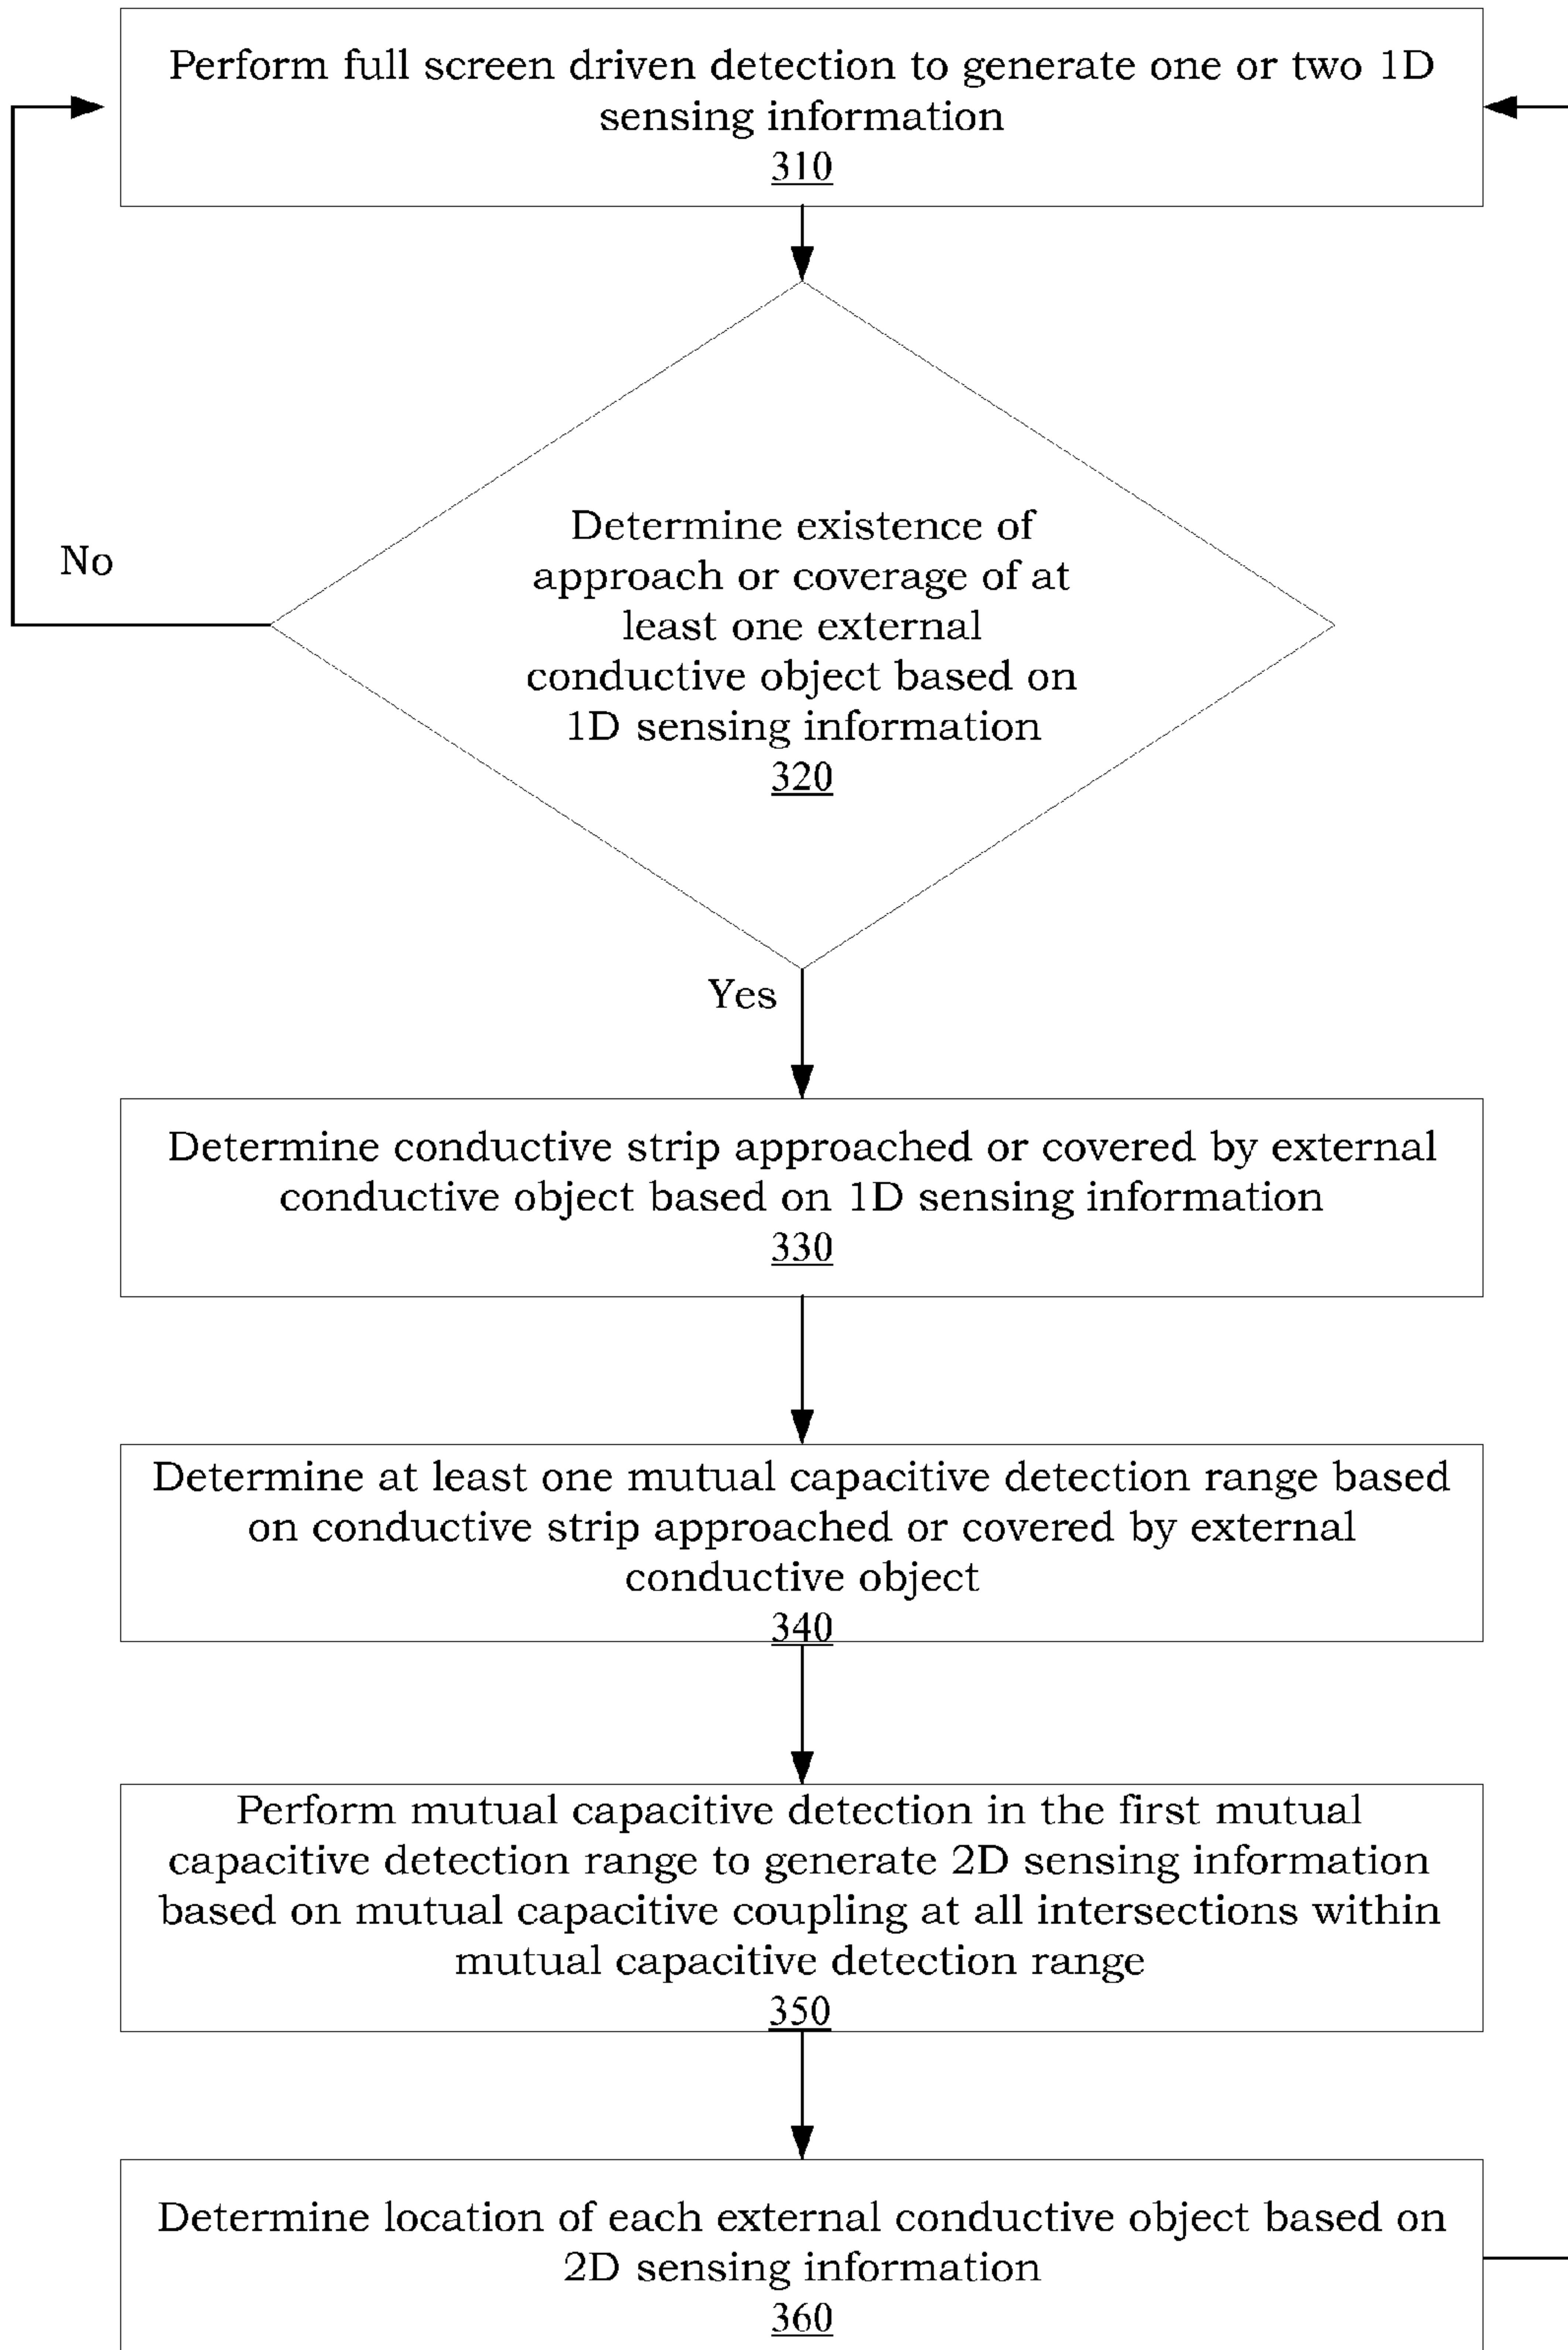 Perform full screen driven detection to generate one or two 1D
sensing information
310
Determine existence of
approach or coverage of at
least one external
conductive object based on
1D sensing information
320
No
Yes
Determine conductive strip approached or covered by external
conductive object based on 1D sensing information
330
Determine at least one mutual capacitive detection range based
on conductive strip approached or covered by external
conductive object
340
Perform mutual capacitive detection in the first mutual
capacitive detection range to generate 2D sensing information
based on mutual capacitive coupling at all intersections within
mutual capacitive detection range
350
Determine location of each external conductive object based on
2D sensing information
360